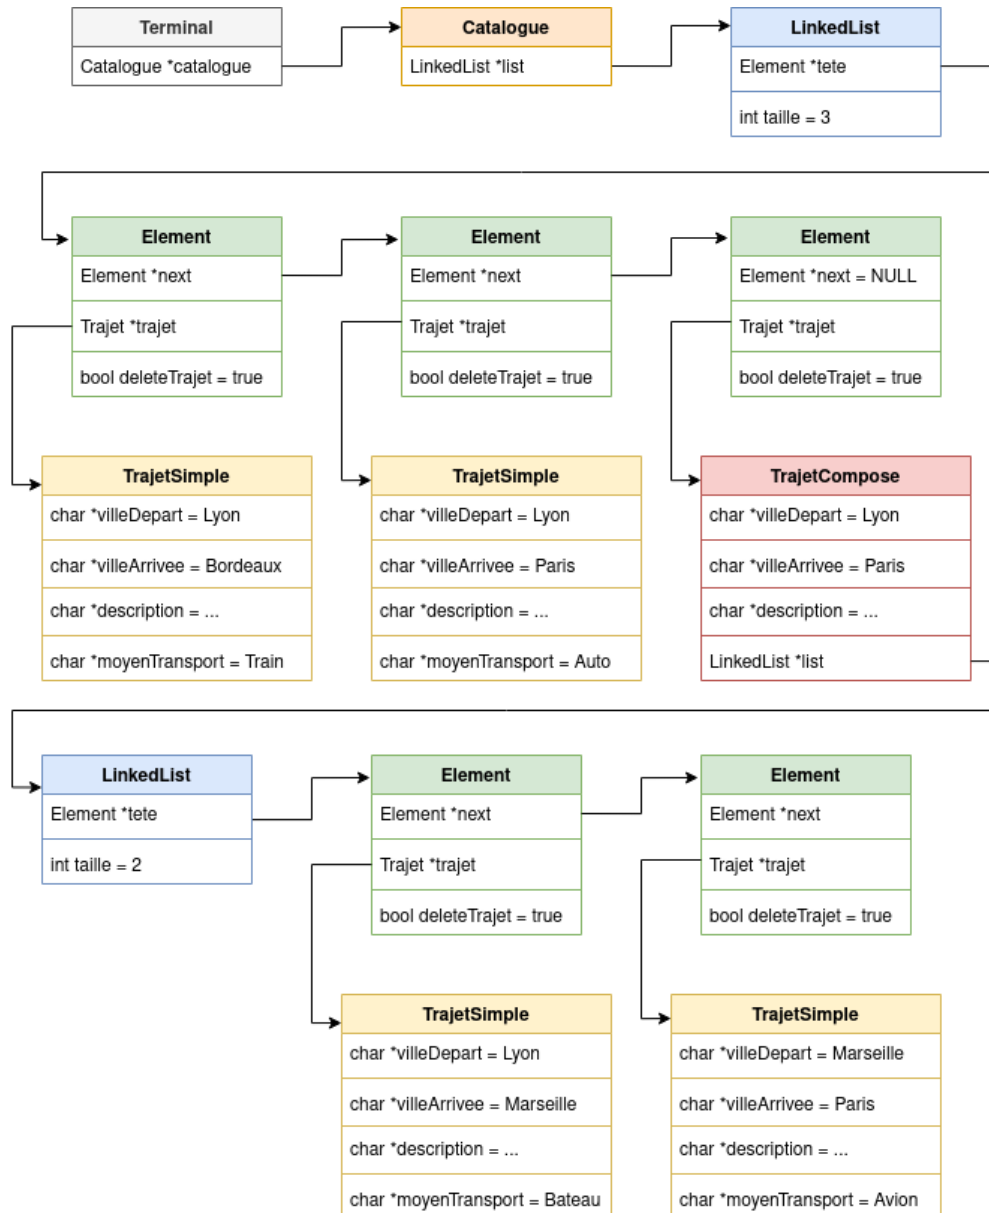 Terminal
Catalogue *catalogue
Catalogue
LinkedList *list
LinkedList
Element *tete
int taille = 3
Element
Element *next
Trajet *trajet
bool deleteTrajet = true
Element
Element *next
Trajet *trajet
bool deleteTrajet = true
Element
Element *next = NULL
Trajet *trajet
bool deleteTrajet = true
TrajetSimple
char *villeDepart = Lyon
char *villeArrivee = Bordeaux
char *description = ...
char *moyenTransport = Train
TrajetSimple
char *villeDepart = Lyon
char *villeArrivee = Paris
char *description = ...
char *moyenTransport = Auto
TrajetCompose
char *villeDepart = Lyon
char *villeArrivee = Paris
char *description = ...
LinkedList *list
LinkedList
Element *tete
int taille = 2
Element
Element *next
Trajet *trajet
bool deleteTrajet = true
Element
Element *next
Trajet *trajet
bool deleteTrajet = true
TrajetSimple
char *villeDepart = Lyon
char *villeArrivee = Marseille
char *description = ...
char *moyenTransport = Bateau
TrajetSimple
char *villeDepart = Marseille
char *villeArrivee = Paris
char *description = ...
char *moyenTransport = Avion